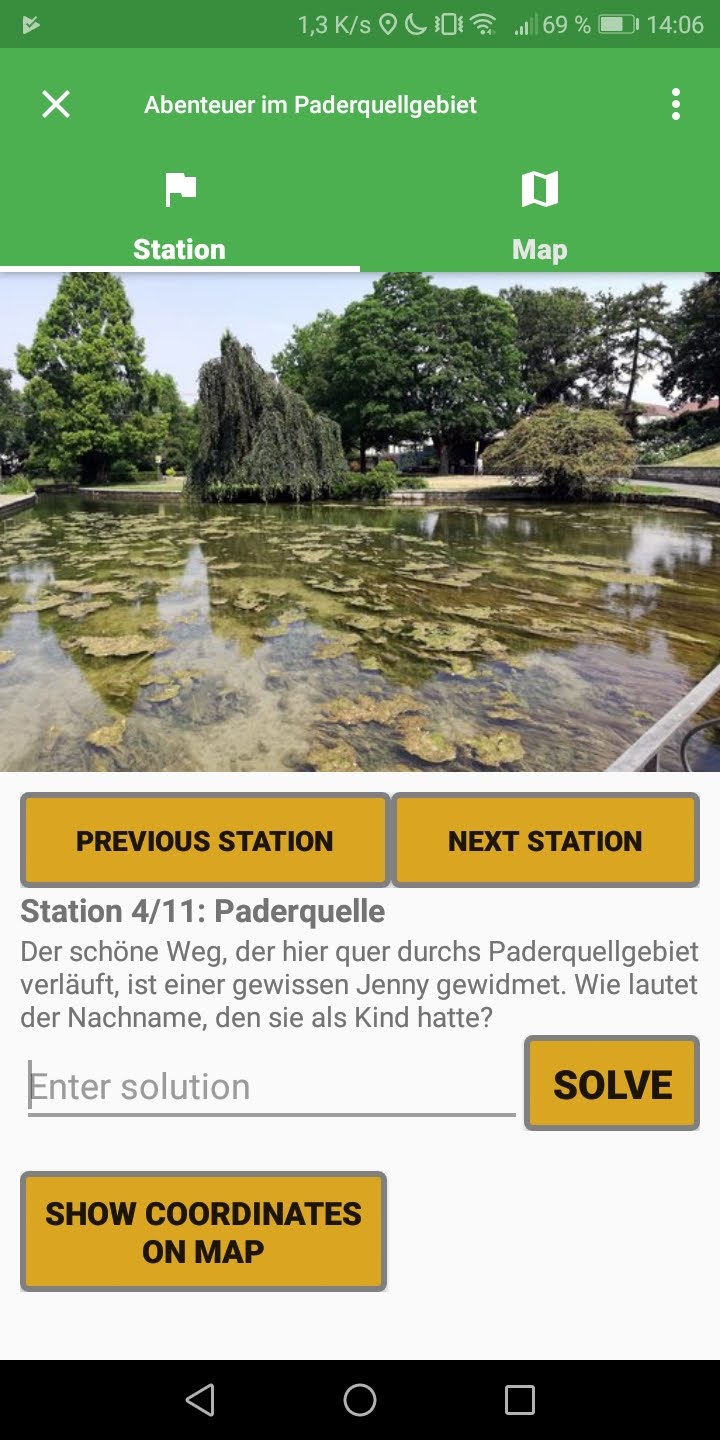 1,3 K/s 69 % 14:06
Abenteuer im Paderquellgebiet
Station Map
PREVIOUS STATION NEXT STATION
Station 4/11: Paderquelle
Der schöne Weg, der hier quer durchs Paderquellgebiet
verläuft, ist einer gewissen Jenny gewidmet. Wie lautet
der Nachname, den sie als Kind hatte?
Enter solution SOLVE
SHOW COORDINATES
ON MAP